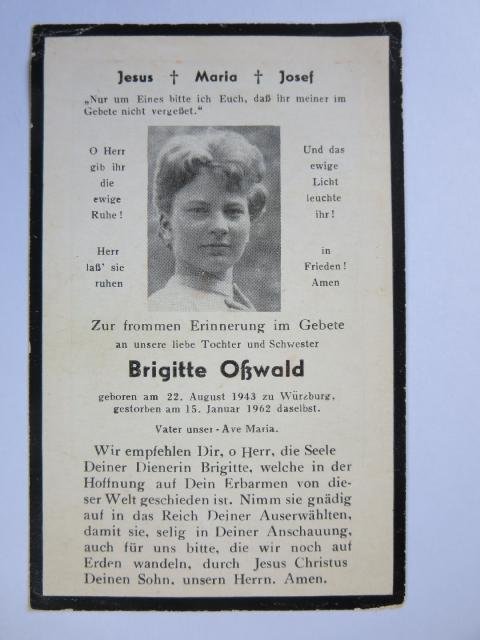 Jesus † Maria † Josef
„Nur um Eines bitte ich Euch, daß ihr meiner im
Gebete nicht vergeßet.“
O Herr
gib ihr
die
ewige
Ruhe!
Herr
laß' sie
ruhen
Und das
ewige
Licht
leuchte
ihr!
in
Frieden!
Amen
Zur frommen Erinnerung im Gebete
an unsere liebe Tochter und Schwester
Brigitte Oßwald
geboren am 22. August 1943 zu Würzburg,
gestorben am 15. Januar 1962 daselbst.
Vater unser - Ave Maria.
Wir empfehlen Dir, o Herr, die Seele
Deiner Dienerin Brigitte, welche in der
Hoffnung auf Dein Erbarmen von die-
ser Welt geschieden ist. Nimm sie gnädig
auf in das Reich Deiner Auserwählten,
damit sie, selig in Deiner Anschauung,
auch für uns bitte, die wir noch auf
Erden wandeln, durch Jesus Christus
Deinen Sohn, unsern Herrn. Amen.